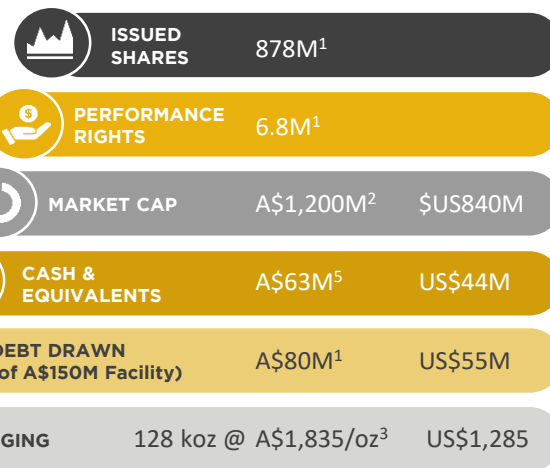 ISSUED
SHARES 878M¹
$
PERFORMANCE
RIGHTS 6.8M¹
MARKET CAP A$1,200M² $US840M
CASH &
EQUIVALENTS A$63M⁵ US$44M
DEBT DRAWN
of A$150M Facility) A$80M¹ US$55M
GING 128 koz @ A$1,835/oz³ US$1,285